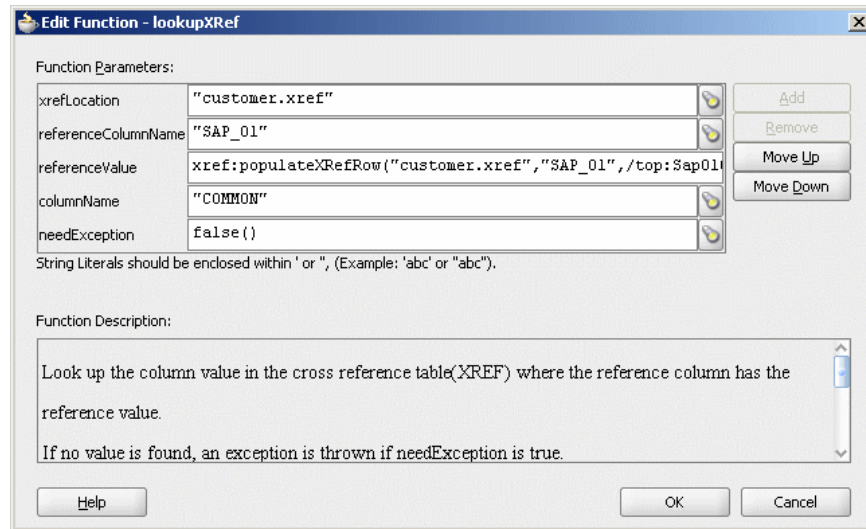 Edit Function - lookupXRef
Function Parameters:
xrefLocation "customer.xref"
referenceColumnName "SAP_01"
referenceValue xref:populateXRefRow("customer.xref","SAP_01",/top:Sap01
columnName "COMMON"
needException false()
Add
Remove
Move Up
Move Down
String Literals should be enclosed within ' or ", (Example: 'abc' or "abc").
Function Description:
Look up the column value in the cross reference table(XREF) where the reference column has the
reference value.
If no value is found, an exception is thrown if needException is true.
Help
OK
Cancel